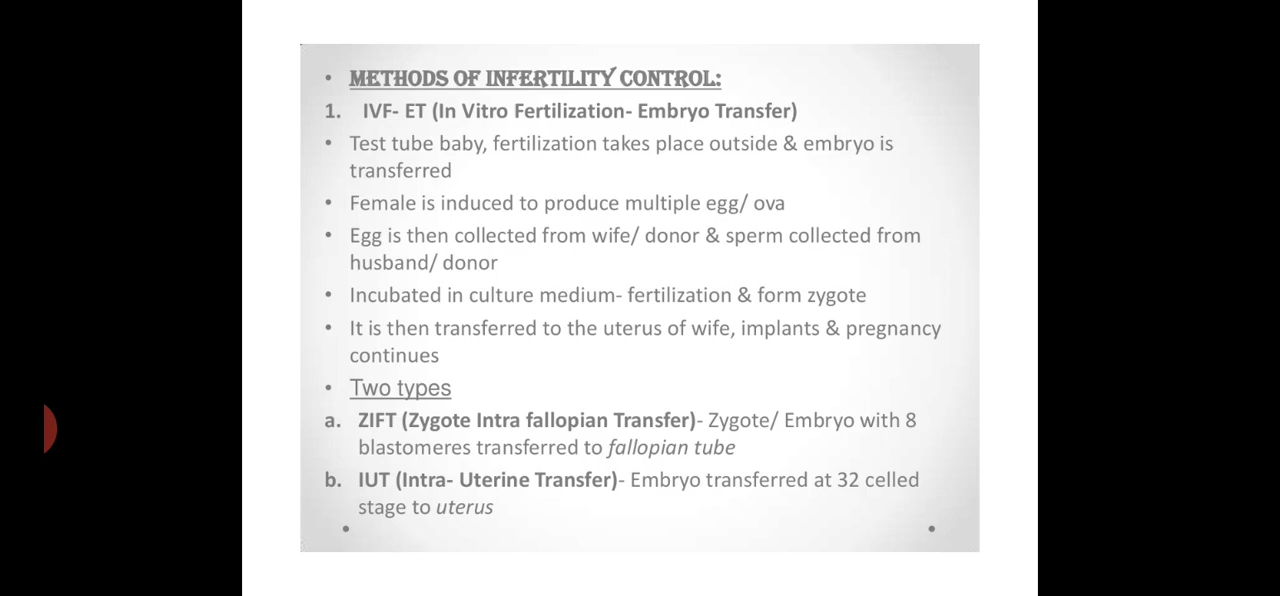 • METHODS OF INFERTILITY CONTROL:
1. IVF- ET (In Vitro Fertilization- Embryo Transfer)
• Test tube baby, fertilization takes place outside & embryo is
transferred
• Female is induced to produce multiple egg/ ova
• Egg is then collected from wife/ donor & sperm collected from
husband/ donor
• Incubated in culture medium- fertilization & form zygote
• It is then transferred to the uterus of wife, implants & pregnancy
continues
• Two types
a. ZIFT (Zygote Intra fallopian Transfer)- Zygote/ Embryo with 8
blastomeres transferred to fallopian tube
b. IUT (Intra- Uterine Transfer)- Embryo transferred at 32 celled
stage to uterus